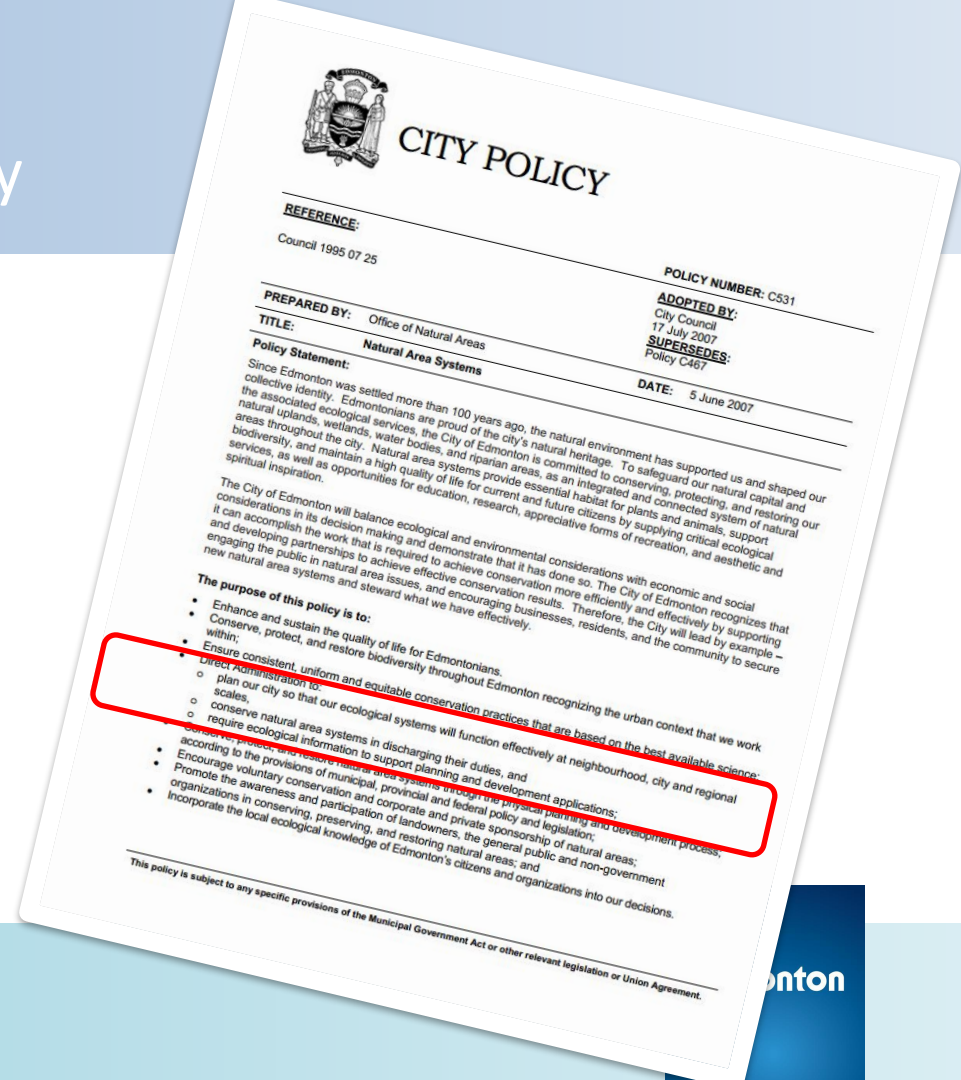 y
EDMONTON
CITY POLICY
REFERENCE:
Council 1995 07 25
POLICY NUMBER: C531
ADOPTED BY:
City Council
17 July 2007
SUPERSEDES:
Policy C467
PREPARED BY: Office of Natural Areas
DATE: 5 June 2007
TITLE: Natural Area Systems
Policy Statement:
Since Edmonton was settled more than 100 years ago, the natural environment has supported us and shaped our
collective identity. Edmontonians are proud of the city's natural heritage. To safeguard our natural capital and
the associated ecological services, the City of Edmonton is committed to conserving, protecting, and restoring our
natural uplands, wetlands, water bodies, and riparian areas, as an integrated and connected system of natural
areas throughout the city. Natural area systems provide essential habitat for plants and animals, support
biodiversity, and maintain a high quality of life for current and future citizens by supplying critical ecological
services, as well as opportunities for education, research, appreciative forms of recreation, and aesthetic and
spiritual inspiration.
The City of Edmonton will balance ecological and environmental considerations with economic and social
considerations in its decision making and demonstrate that it has done so. The City of Edmonton recognizes that
it can accomplish the work that is required to achieve conservation more efficiently and effectively by supporting
and developing partnerships to achieve effective conservation results. Therefore, the City will lead by example –
engaging the public in natural area issues, and encouraging businesses, residents, and the community to secure
new natural area systems and steward what we have effectively.
The purpose of this policy is to:
• Enhance and sustain the quality of life for Edmontonians.
• Conserve, protect, and restore biodiversity throughout Edmonton recognizing the urban context that we work
within;
• Ensure consistent, uniform and equitable conservation practices that are based on the best available science;
• Direct Administration to:
o plan our city so that our ecological systems will function effectively at neighbourhood, city and regional
scales,
o conserve natural area systems in discharging their duties, and
o require ecological information to support planning and development applications;
• Conserve, protect, and restore natural area systems through the physical planning and development process,
according to the provisions of municipal, provincial and federal policy and legislation;
• Encourage voluntary conservation and corporate and private sponsorship of natural areas;
• Promote the awareness and participation of landowners, the general public and non-government
organizations in conserving, preserving, and restoring natural areas; and
• Incorporate the local ecological knowledge of Edmonton's citizens and organizations into our decisions.
This policy is subject to any specific provisions of the Municipal Government Act or other relevant legislation or Union Agreement.
onton